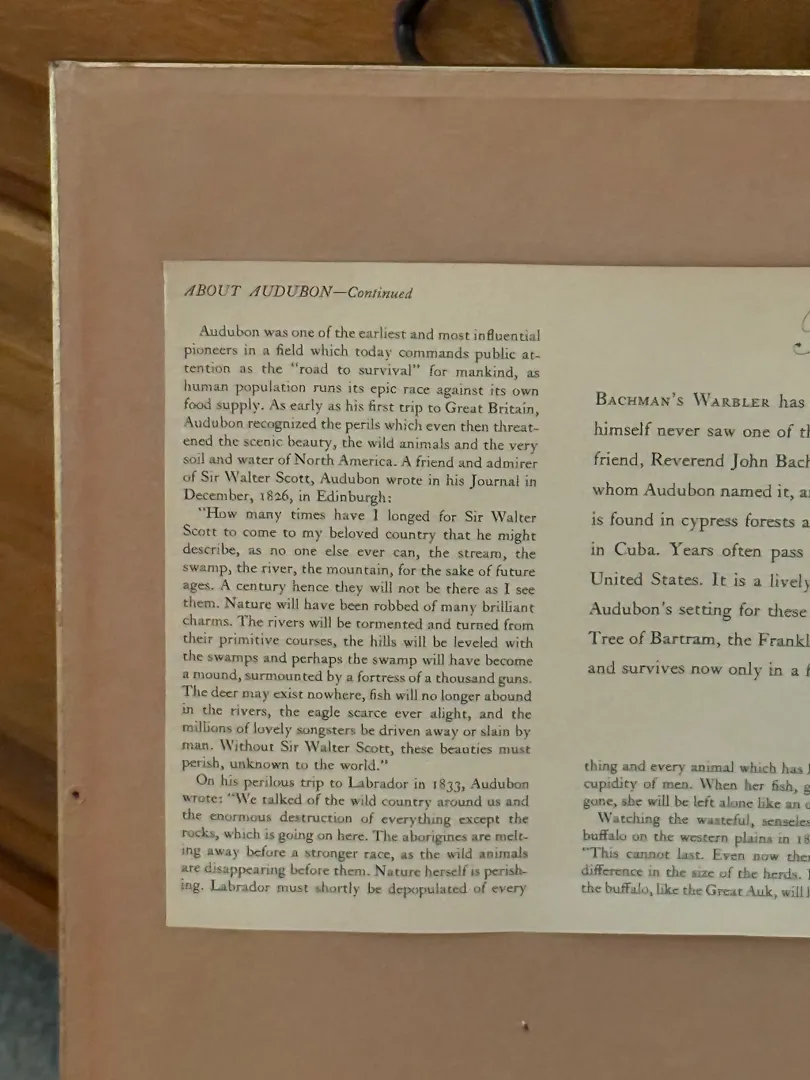 ABOUT AUDUBON—Continued
Audubon was one of the earliest and most influential
pioneers in a field which today commands public at-
tention as the "road to survival" for mankind, as
human population runs its epic race against its own
food supply. As early as his first trip to Great Britain,
Audubon recognized the perils which even then threat-
ened the scenic beauty, the wild animals and the very
soil and water of North America. A friend and admirer
of Sir Walter Scott, Audubon wrote in his Journal in
December, 1826, in Edinburgh:
"How many times have I longed for Sir Walter
Scott to come to my beloved country that he might
describe, as no one else ever can, the stream, the
swamp, the river, the mountain, for the sake of future
ages. A century hence they will not be there as I see
them. Nature will have been robbed of many brilliant
charms. The rivers will be tormented and turned from
their primitive courses, the hills will be leveled with
the swamps and perhaps the swamp will have become
a mound, surmounted by a fortress of a thousand guns.
The deer may exist nowhere, fish will no longer abound
in the rivers, the eagle scarce ever alight, and the
millions of lovely songsters be driven away or slain by
man. Without Sir Walter Scott, these beauties must
perish, unknown to the world."
On his perilous trip to Labrador in 1833, Audubon
wrote: "We talked of the wild country around us and
the enormous destruction of everything except the
rocks, which is going on here. The aborigines are melt-
ing away before a stronger race, as the wild animals
are disappearing before them. Nature herself is perish-
ing. Labrador must shortly be depopulated of every
BACHMAN'S WARBLER has
himself never saw one of
friend, Reverend John
whom Audubon named it,
is found in cypress forests
in Cuba. Years often pass
United States. It is a lively
Audubon's setting for these
Tree of Bartram, the
and survives now only in a
thing and every animal which has
cupidity of men. When her fish,
gone, she will be left alone like an
Watching the wasteful,
buffalo on the western plains in
"This cannot last. Even now
difference in the size of the herds.
the buffalo, like the Great Auk, will